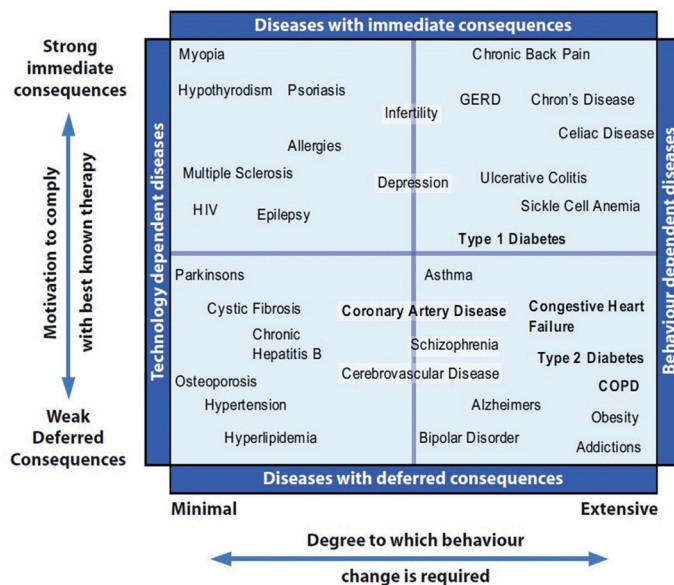 Diseases with immediate consequences
Strong
immediate
consequences
Motivation to comply
with best known therapy
Weak
Deferred
Consequences
Technology dependent diseases
Behaviour dependent diseases
Myopia
Chronic Back Pain
Hypothyrodism
Psoriasis
Infertility
GERD
Chron's Disease
Celiac Disease
Allergies
Multiple Sclerosis
Depression
Ulcerative Colitis
HIV
Epilepsy
Sickle Cell Anemia
Type 1 Diabetes
Parkinsons
Asthma
Cystic Fibrosis
Coronary Artery Disease
Congestive Heart
Failure
Chronic
Hepatitis B
Schizophrenia
Type 2 Diabetes
Osteoporosis
Cerebrovascular Disease
COPD
Hypertension
Alzheimers
Obesity
Hyperlipidemia
Bipolar Disorder
Addictions
Diseases with deferred consequences
Minimal
Extensive
Degree to which behaviour
change is required